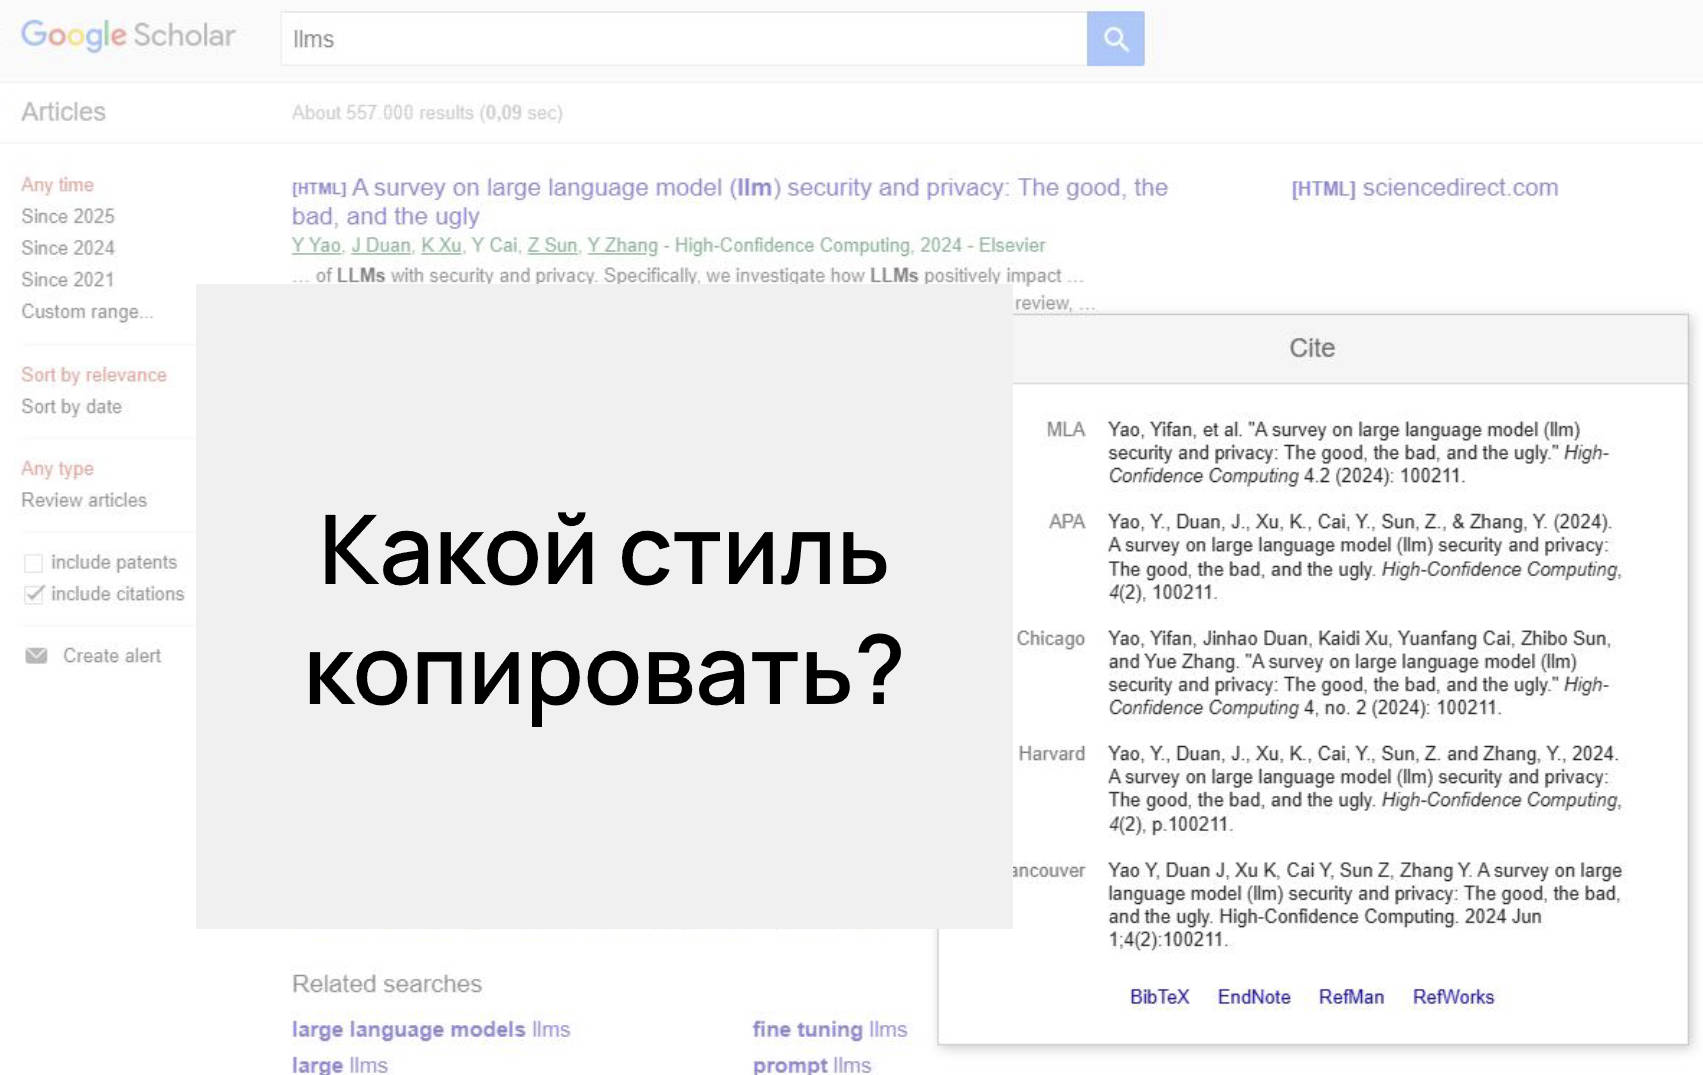 Google Scholar
llms
Articles
About 557.000 results (0,09 sec)
Any time
Since 2025
Since 2024
Since 2021
Custom range...
Sort by relevance
Sort by date
Any type
Review articles
include patents
include citations
Create alert
[HTML] A survey on large language model (llm) security and privacy: The good, the
bad, and the ugly
Y Yao, J Duan, K Xu, Y Cai, Z Sun, Y Zhang - High-Confidence Computing, 2024 - Elsevier
... of LLMs with security and privacy. Specifically, we investigate how LLMs positively impact ...
review, ...
[HTML] sciencedirect.com
Какой стиль
копировать?
Cite
MLA Yao, Yifan, et al. "A survey on large language model (llm)
security and privacy: The good, the bad, and the ugly." High-
Confidence Computing 4.2 (2024): 100211.
APA Yao, Y., Duan, J., Xu, K., Cai, Y., Sun, Z., & Zhang, Y. (2024).
A survey on large language model (llm) security and privacy:
The good, the bad, and the ugly. High-Confidence Computing,
4(2), 100211.
Chicago Yao, Yifan, Jinhao Duan, Kaidi Xu, Yuanfang Cai, Zhibo Sun,
and Yue Zhang. "A survey on large language model (llm)
security and privacy: The good, the bad, and the ugly." High-
Confidence Computing 4, no. 2 (2024): 100211.
Harvard Yao, Y., Duan, J., Xu, K., Cai, Y., Sun, Z. and Zhang, Y., 2024.
A survey on large language model (llm) security and privacy:
The good, the bad, and the ugly. High-Confidence Computing,
4(2), p.100211.
ancouver Yao Y, Duan J, Xu K, Cai Y, Sun Z, Zhang Y. A survey on large
language model (llm) security and privacy: The good, the bad,
and the ugly. High-Confidence Computing. 2024 Jun
1;4(2):100211.
BibTeX EndNote RefMan RefWorks
Related searches
large language models llms
fine tuning llms
large llms
prompt llms